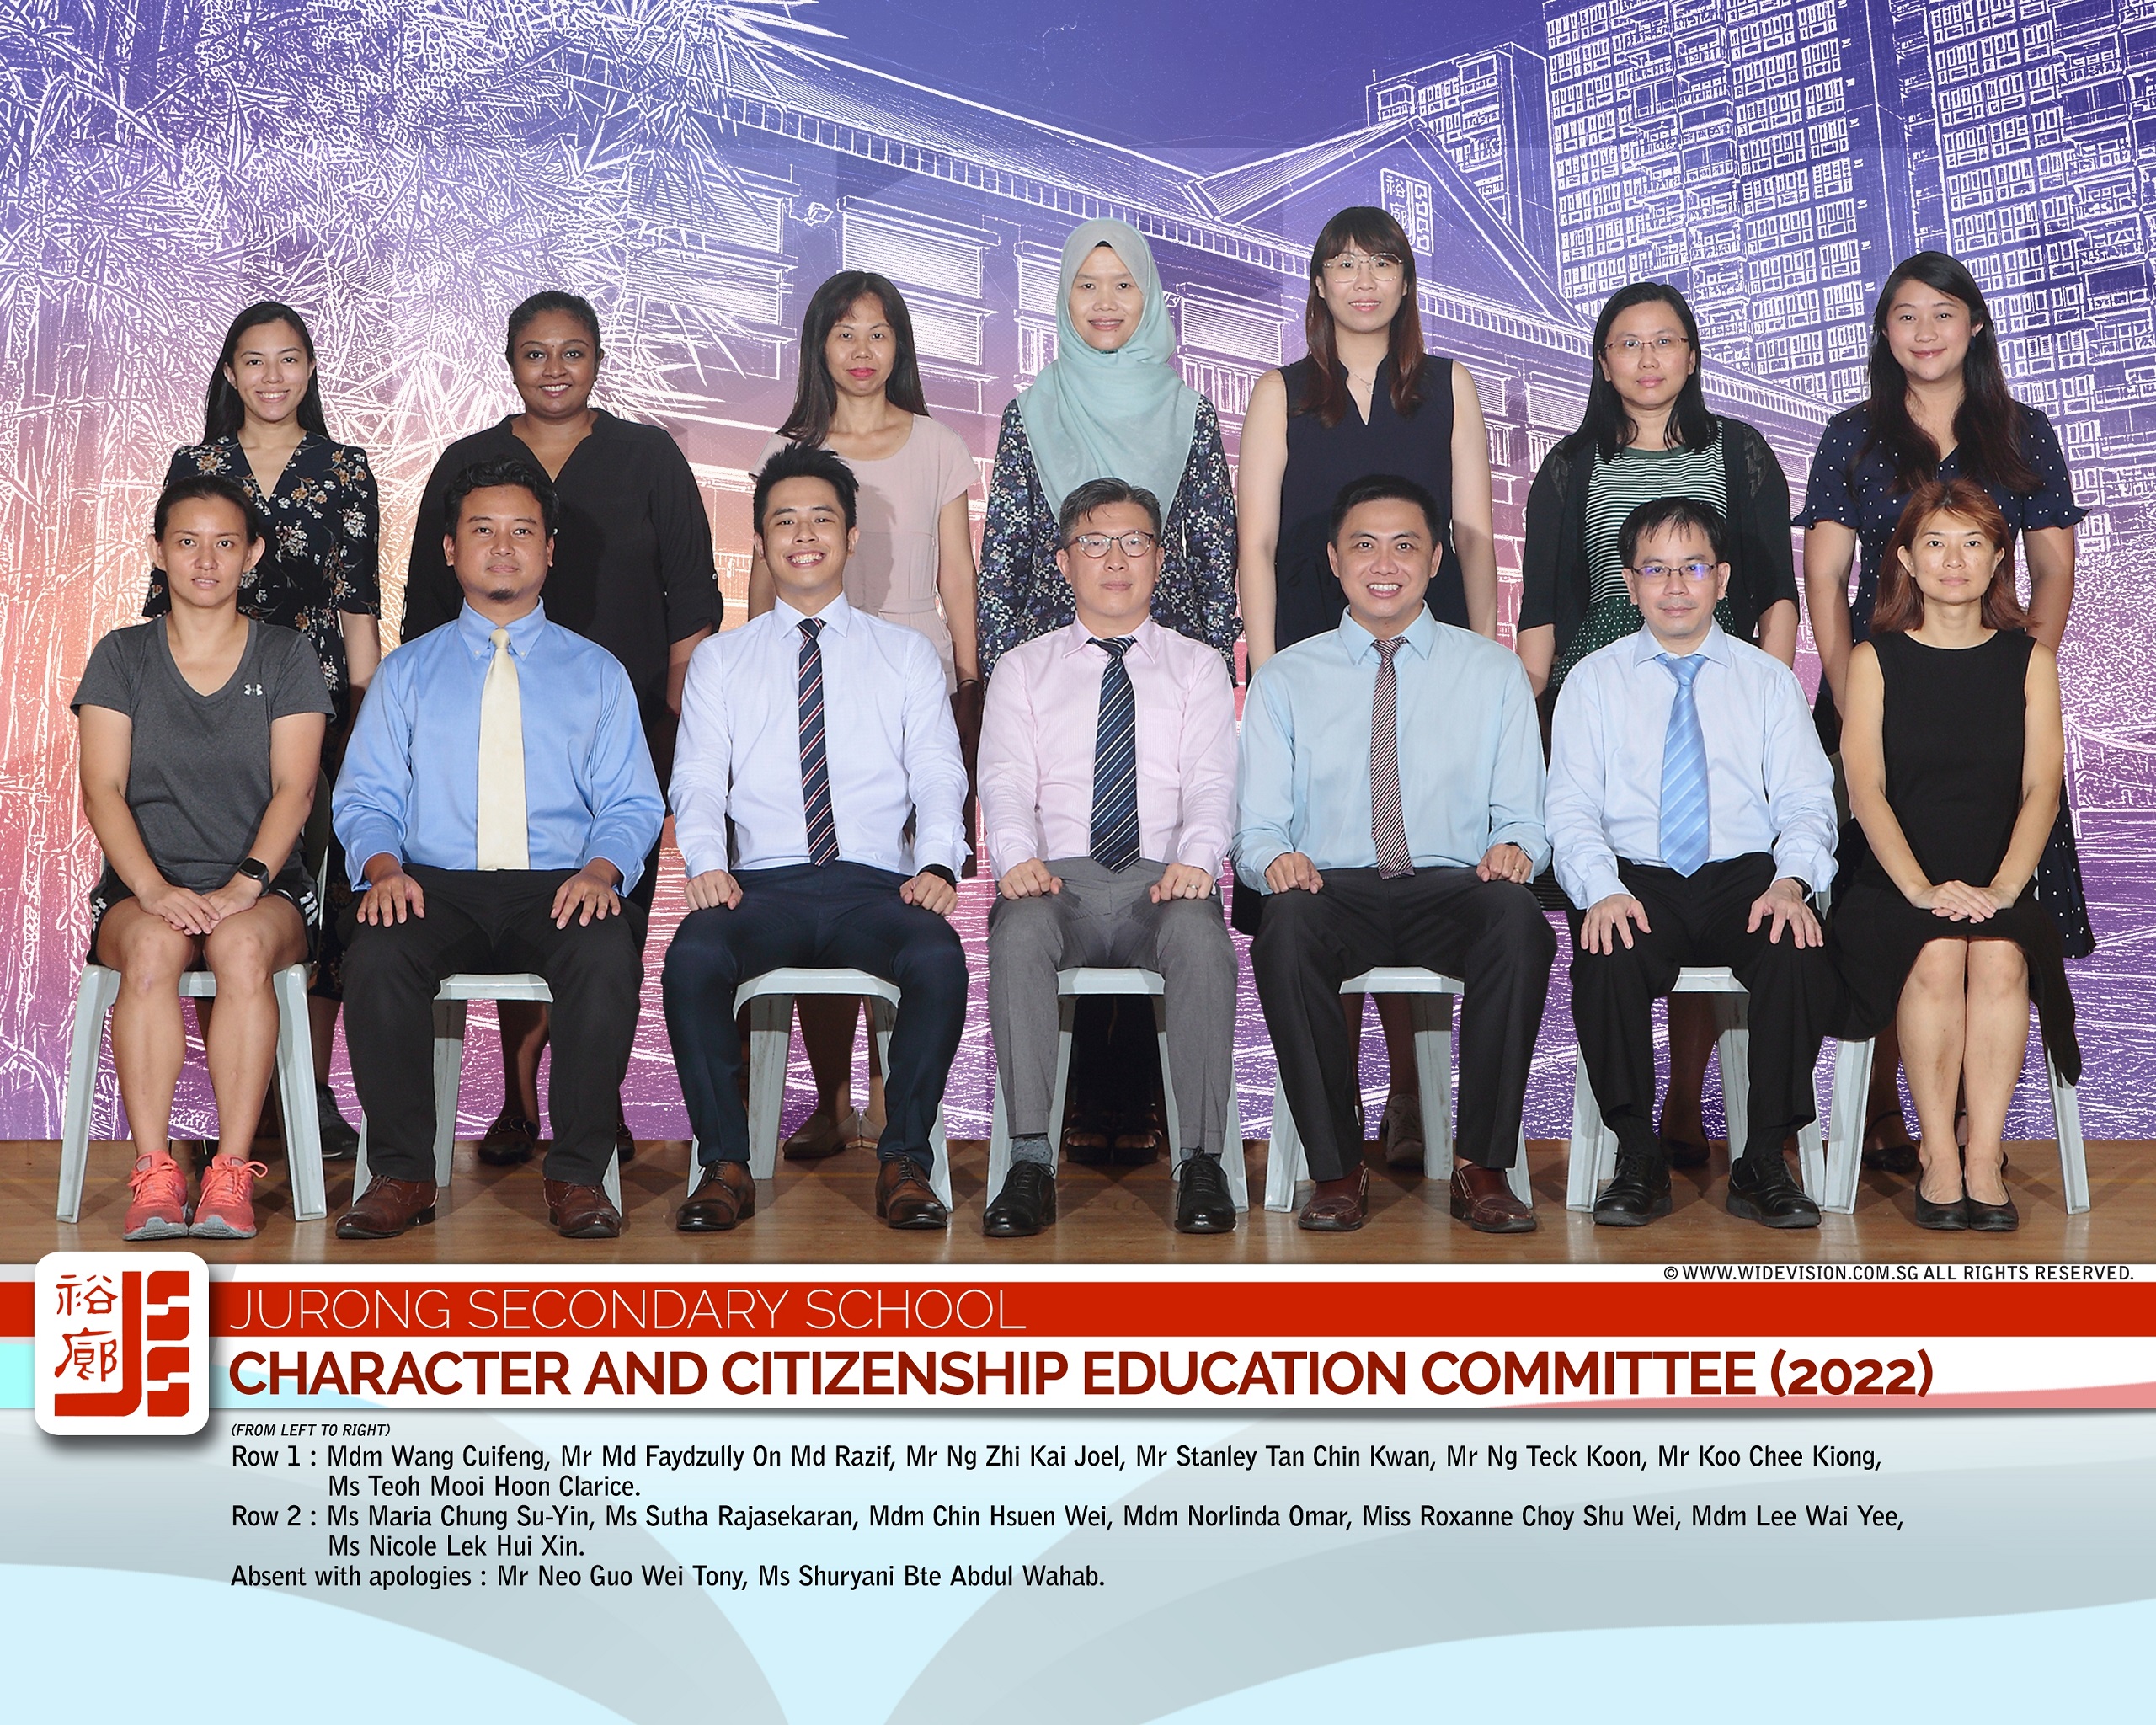 裕廊
© WWW.WIDEVISION.COM.SG ALL RIGHTS RESERVED.
裕廊
JSS
JURONG SECONDARY SCHOOL
CHARACTER AND CITIZENSHIP EDUCATION COMMITTEE (2022)
(FROM LEFT TO RIGHT)
Row 1 : Mdm Wang Cuifeng, Mr Md Faydzully On Md Razif, Mr Ng Zhi Kai Joel, Mr Stanley Tan Chin Kwan, Mr Ng Teck Koon, Mr Koo Chee Kiong,
Ms Teoh Mooi Hoon Clarice.
Row 2 : Ms Maria Chung Su-Yin, Ms Sutha Rajasekaran, Mdm Chin Hsuen Wei, Mdm Norlinda Omar, Miss Roxanne Choy Shu Wei, Mdm Lee Wai Yee,
Ms Nicole Lek Hui Xin.
Absent with apologies : Mr Neo Guo Wei Tony, Ms Shuryani Bte Abdul Wahab.